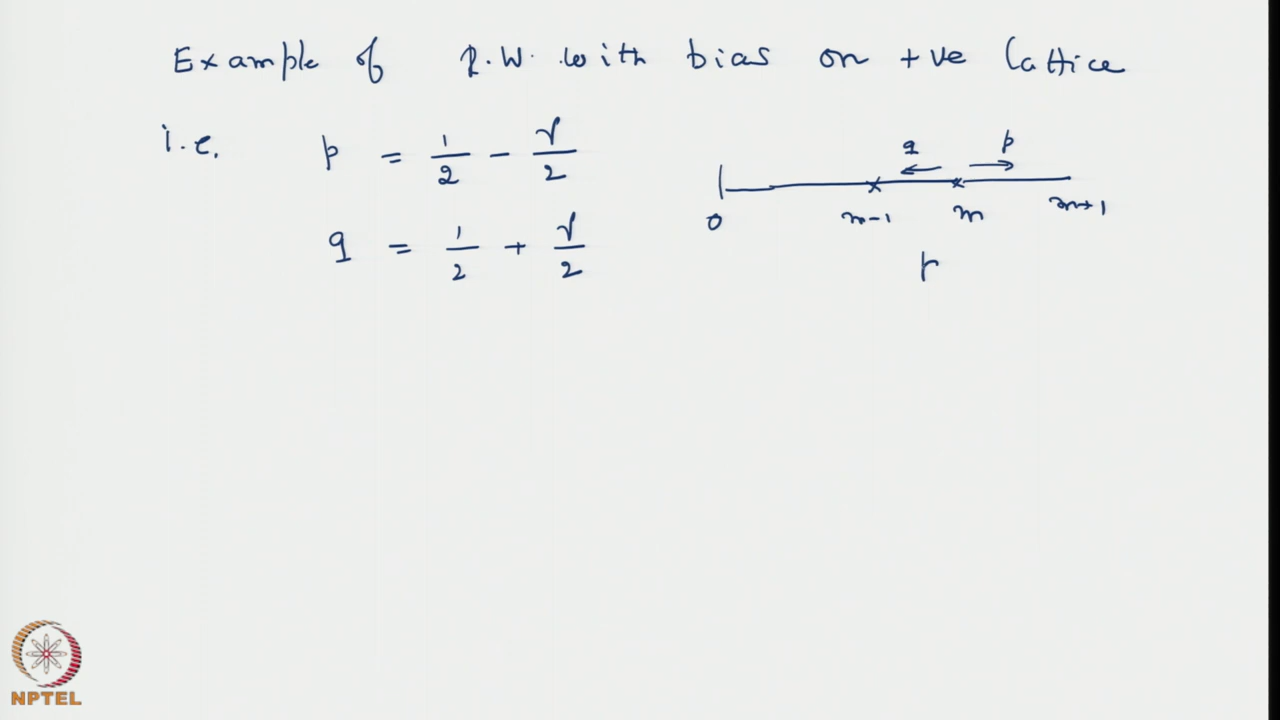 Example of R.W. with bias on +ve lattice
i.e. p = 1/2 - r/2
q = 1/2 + r/2
q p
0 m-1 m m+1
NPTEL